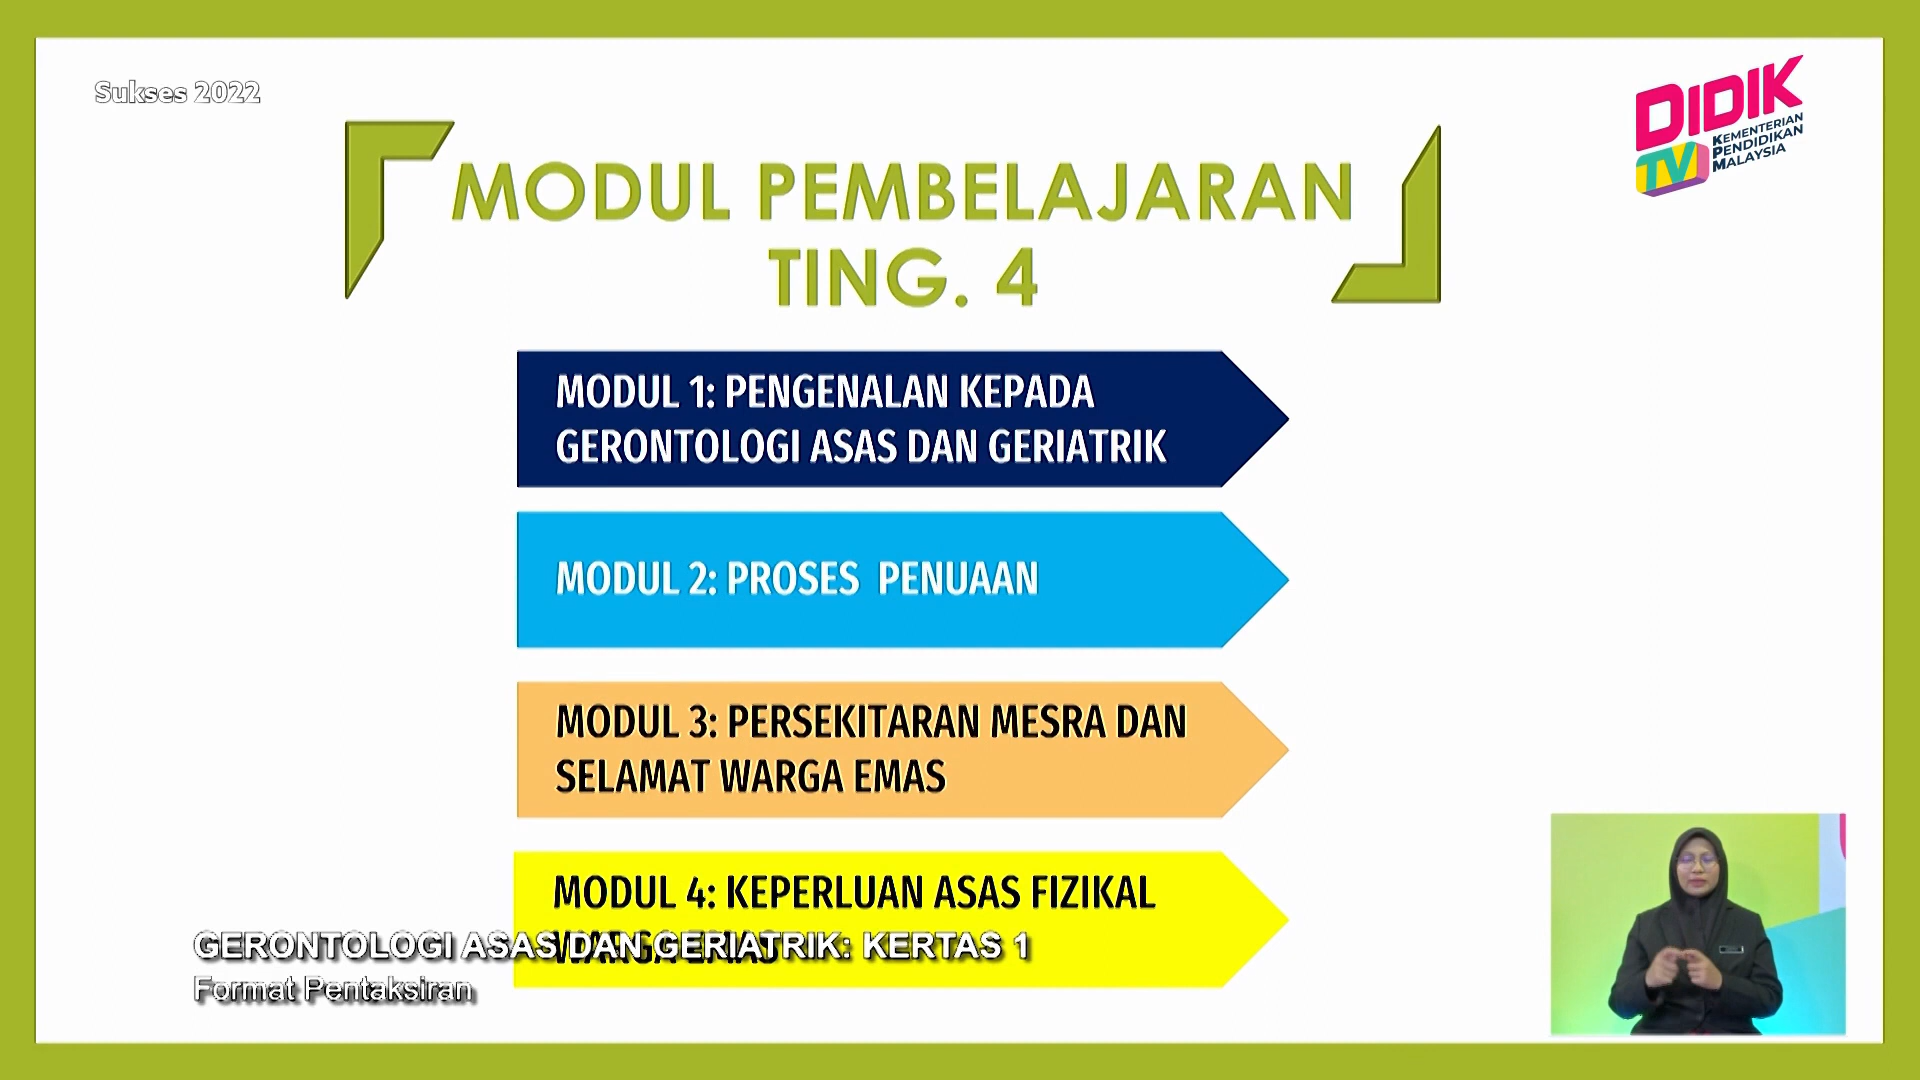 Sukses 2022
DIDIK
TV
KEMENTERIAN
PENDIDIKAN
MALAYSIA
MODUL PEMBELAJARAN
TING. 4
MODUL 1: PENGENALAN KEPADA
GERONTOLOGI ASAS DAN GERIATRIK
MODUL 2: PROSES PENUAAN
MODUL 3: PERSEKITARAN MESRA DAN
SELAMAT WARGA EMAS
MODUL 4: KEPERLUAN ASAS FIZIKAL
WARGA EMAS
GERONTOLOGI ASAS DAN GERIATRIK: KERTAS 1
Format Pentaksiran